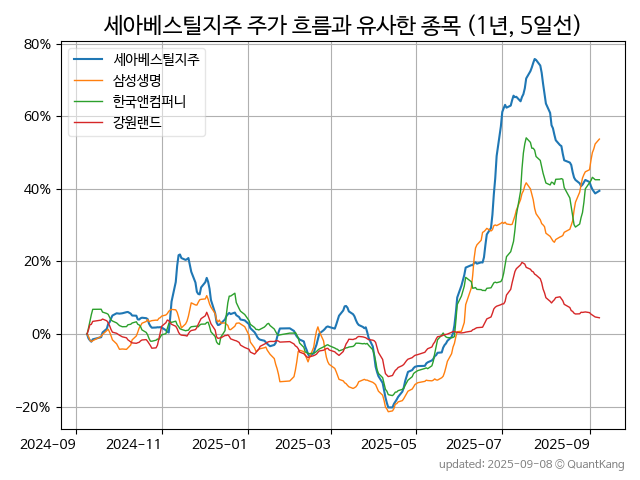 세아베스틸지주 주가 흐름과 유사한 종목 (1년, 5일선)
세아베스틸지주
삼성생명
한국앤컴퍼니
강원랜드
80%
60%
40%
20%
0%
−20%
2024-09 2024-11 2025-01 2025-03 2025-05 2025-07 2025-09
updated: 2025-09-08 © QuantKang